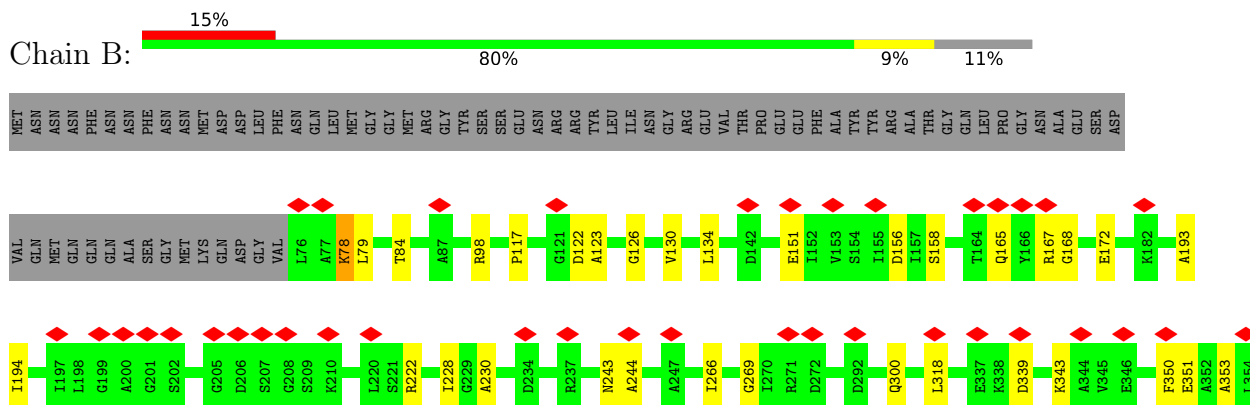 15%
Chain B:
80% 9% 11%
MET ASN ASN ASN PHE ASN ASN PHE ASN ASN MET ASP ASP LEU PHE ASN GLN LEU MET GLY GLY MET ARG GLY TYR SER SER GLU ASN ARG ARG TYR LEU ILE ASN GLY ARG GLU VAL THR PRO GLU GLU PHE ALA TYR TYR ARG ALA THR GLY GLN LEU PRO GLY ASN ALA GLU SER ASP
VAL GLN MET GLN GLN GLN ALA SER GLY MET LYS GLN ASP GLY VAL L76 A77 K78 L79 T84 A87 R98 P117 G121 D122 A123 G126 V130 L134 D142 E151 I152 V153 S154 I155 D156 I157 S158 T164 Q165 Y166 R167 G168 E172 K182 A193
I194 I197 L198 G199 A200 G201 S202 G205 D206 S207 G208 S209 K210 L220 S221 R222 I228 G229 A230 D234 R237 N243 A244 A247 I266 G269 I270 R271 D272 D292 Q300 L318 E337 K338 D339 K343 A344 V345 E346 F350 E351 A352 A353 L354